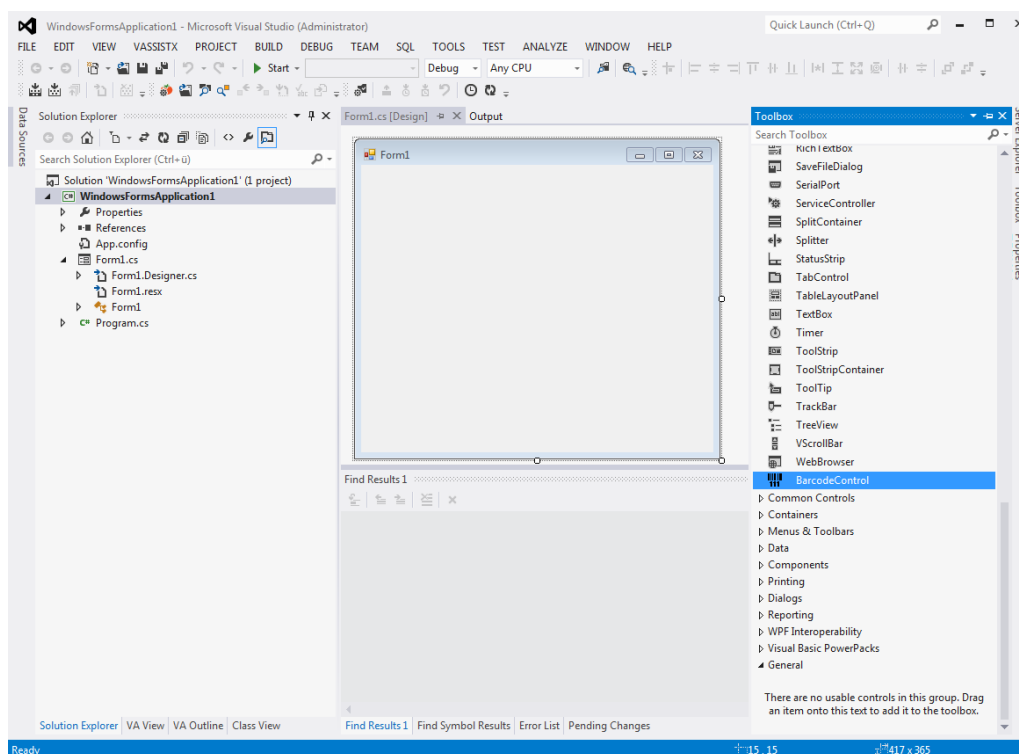 WindowsFormsApplication1 - Microsoft Visual Studio (Administrator)
Quick Launch (Ctrl+Q)
FILE EDIT VIEW VASSISTX PROJECT BUILD DEBUG TEAM SQL TOOLS TEST ANALYZE WINDOW HELP
Start Debug Any CPU
Data Sources
Solution Explorer
Search Solution Explorer (Ctrl+ü)
Solution 'WindowsFormsApplication1' (1 project)
C# WindowsFormsApplication1
Properties
References
App.config
Form1.cs
Form1.Designer.cs
Form1.resx
Form1
C# Program.cs
Solution Explorer VA View VA Outline Class View
Form1.cs [Design] Output
Form1
Find Results 1
Find Results 1 Find Symbol Results Error List Pending Changes
Toolbox
Search Toolbox
RichTextBox
SaveFileDialog
SerialPort
ServiceController
SplitContainer
Splitter
StatusStrip
TabControl
TableLayoutPanel
TextBox
Timer
ToolStrip
ToolStripContainer
ToolTip
TrackBar
TreeView
VScrollBar
WebBrowser
BarcodeControl
Common Controls
Containers
Menus & Toolbars
Data
Components
Printing
Dialogs
Reporting
WPF Interoperability
Visual Basic PowerPacks
General
There are no usable controls in this group. Drag
an item onto this text to add it to the toolbox.
Server Explorer
Toolbox
Properties
Ready
15 , 15
417 x 365